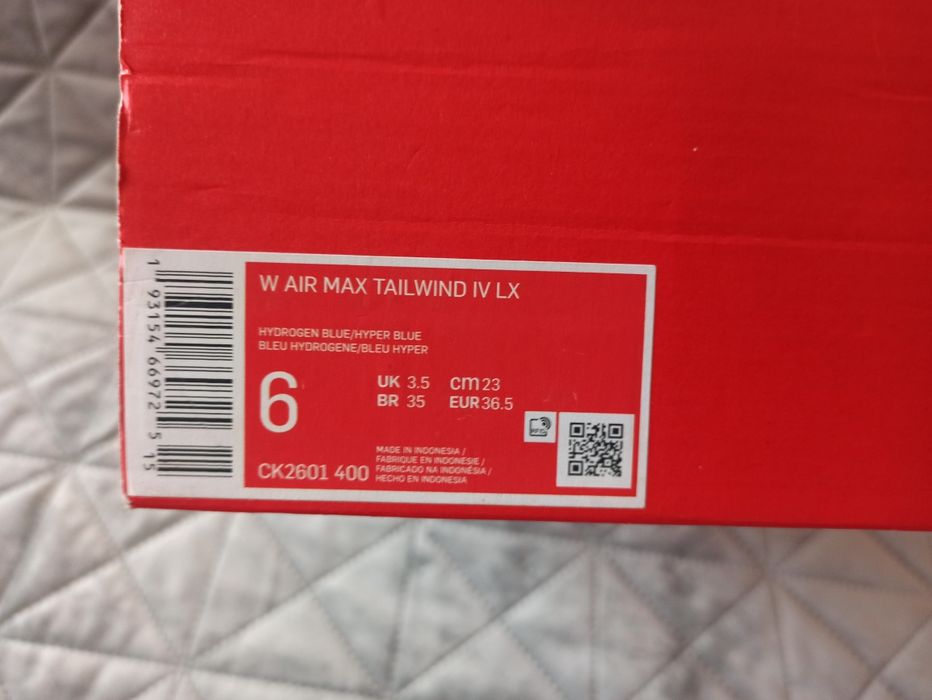 W AIR MAX TAILWIND IV LX
HYDROGEN BLUE/HYPER BLUE
BLEU HYDROGENE/BLEU HYPER
6
UK 3.5 cm 23
BR 35 EUR 36.5
RFID
CK2601 400
MADE IN INDONESIA /
FABRIQUE EN INDONESIE /
FABRICADO NA INDONÉSIA /
HECHO EN INDONESIA
1 93154 66972 5 15